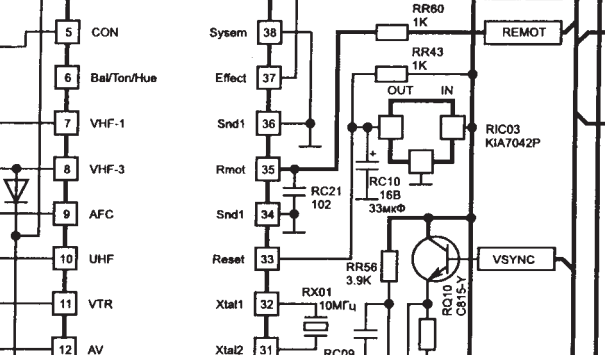 RR60
1K
5 CON
Sysem 38
REMOT
RR43
1K
6 Bal/Ton/Hue
Effect 37
OUT IN
7 VHF-1
Snd1 36
RIC03
KIA7042P
8 VHF-3
Rmot 35
+
RC10
16В
33мкФ
RC21
102
9 AFC
Snd1 34
10 UHF
Reset 33
RR56
3.9K
VSYNC
RQ10
C815-Y
11 VTR
Xtal1 32
RX01
10МГц
12 AV
Xtal2 31
RC09